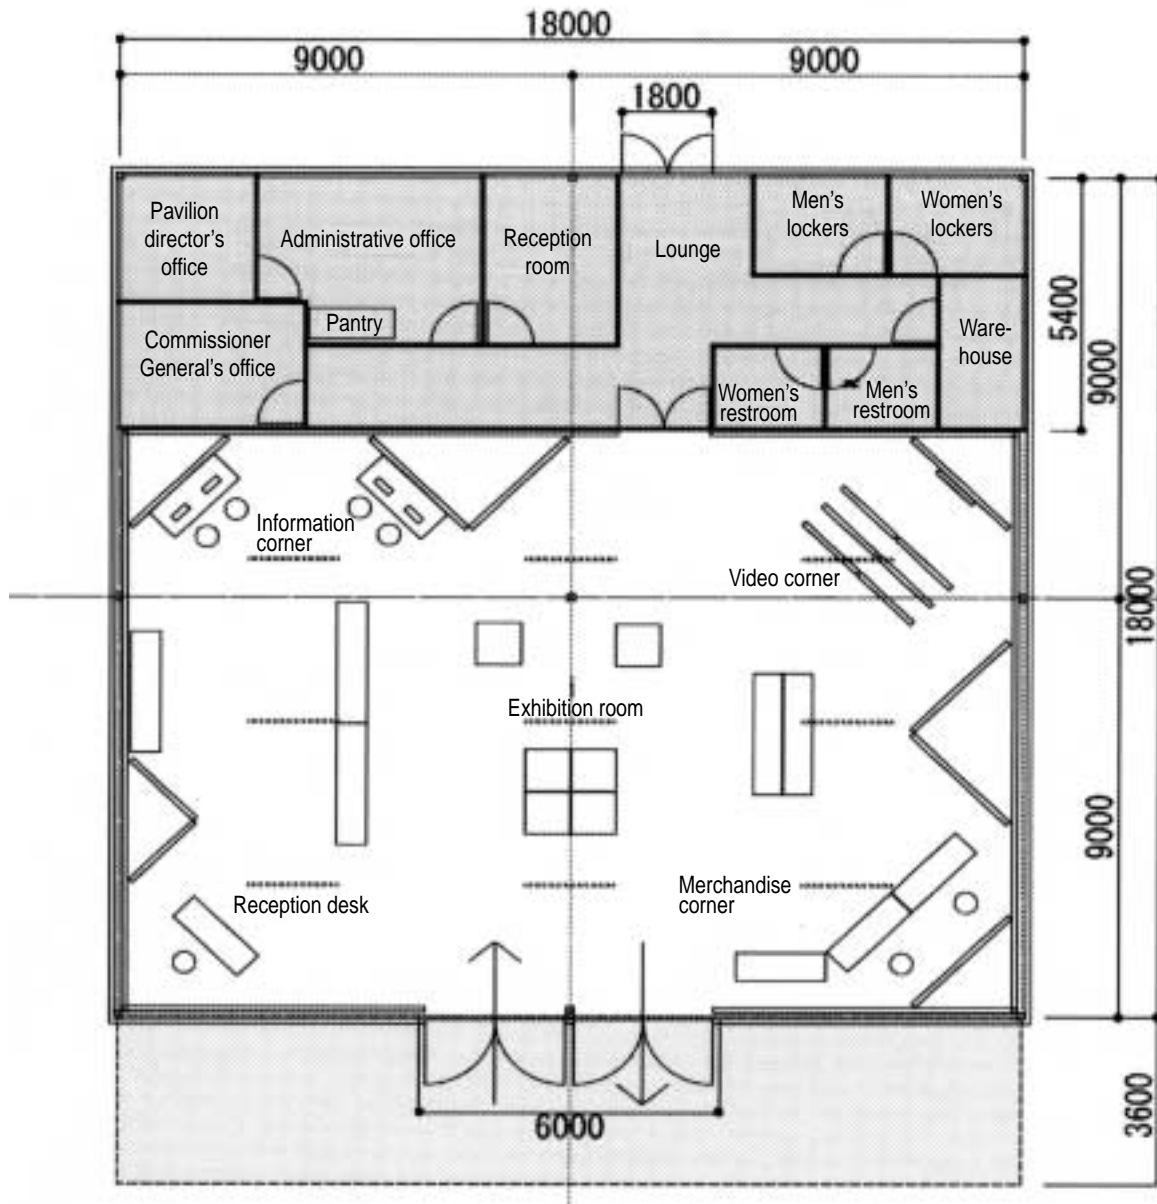 18000
9000
9000
1800
Pavilion
director's
office
Administrative office
Reception
room
Lounge
Men's
lockers
Women's
lockers
Commissioner
General's office
Pantry
Women's
restroom
Men's
restroom
Ware-
house
5400
9000
18000
9000
3600
Information
corner
Video corner
Exhibition room
Reception desk
Merchandise
corner
6000